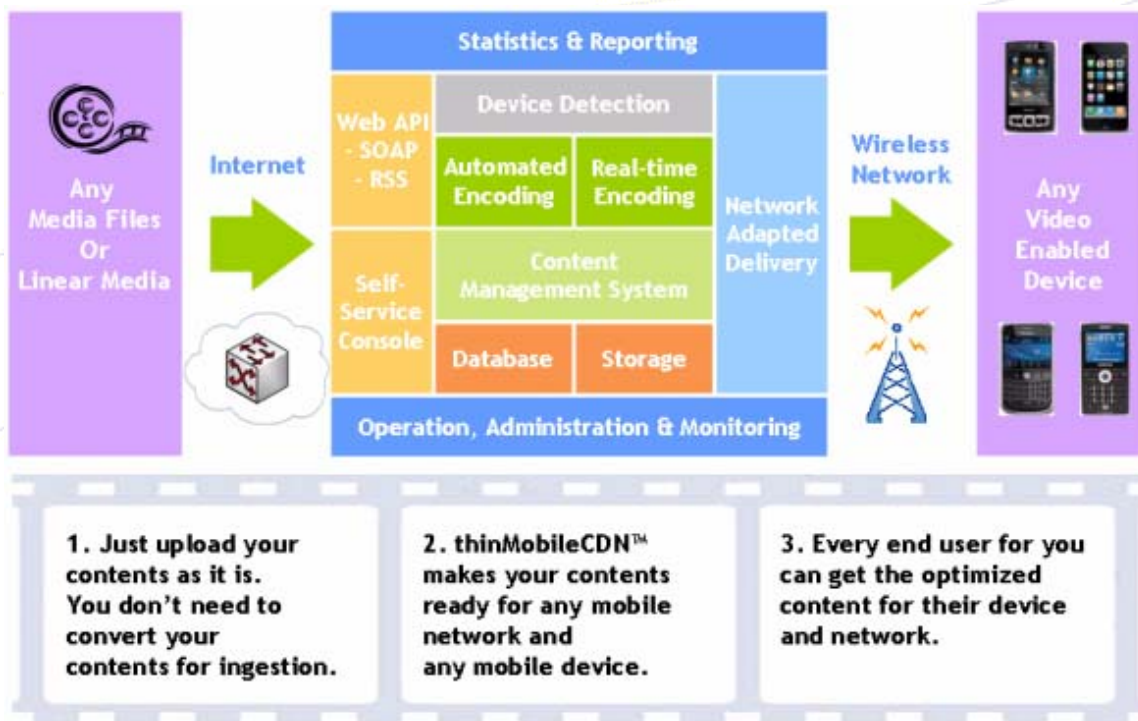 Any
Media Files
Or
Linear Media
Internet
Statistics & Reporting
Web API
- SOAP
- RSS
Self-
Service
Console
Device Detection
Automated
Encoding
Real-time
Encoding
Content
Management System
Database
Storage
Network
Adapted
Delivery
Operation, Administration & Monitoring
Wireless
Network
Any
Video
Enabled
Device
1. Just upload your
contents as it is.
You don't need to
convert your
contents for ingestion.
2. thinMobileCDN™
makes your contents
ready for any mobile
network and
any mobile device.
3. Every end user for you
can get the optimized
content for their device
and network.